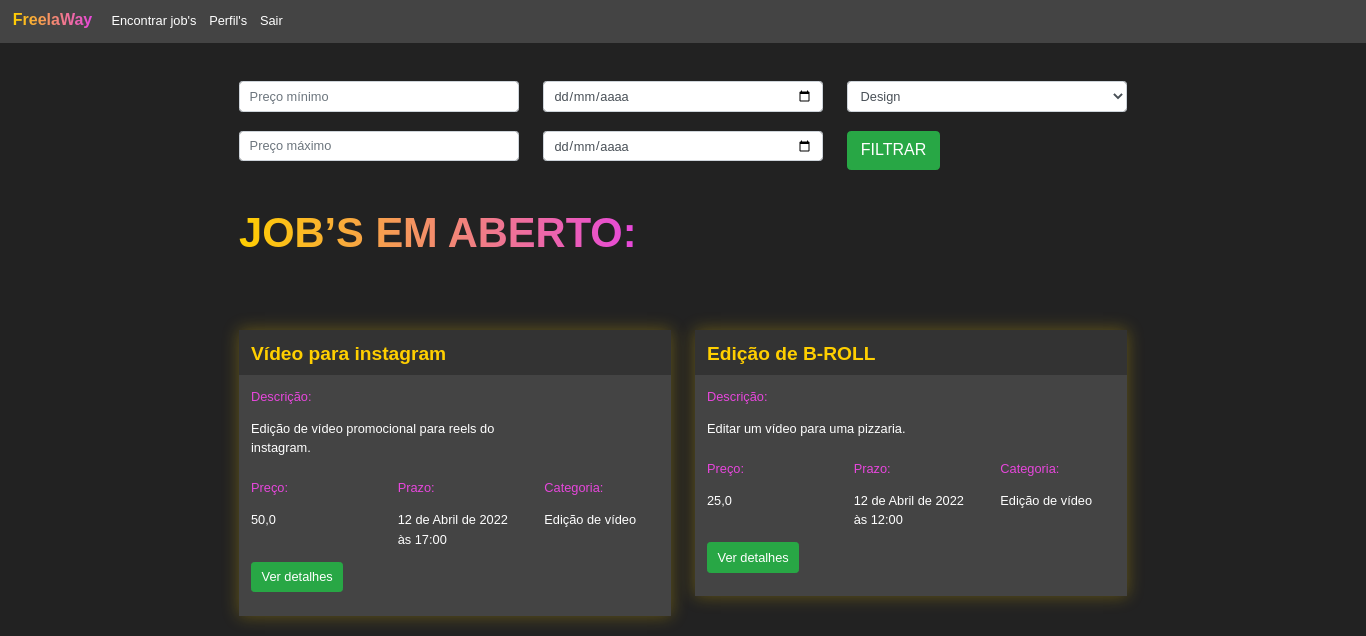 FreelaWay Encontrar job's Perfil's Sair
Preço mínimo dd/mm/aaaa Design
Preço máximo dd/mm/aaaa FILTRAR
JOB’S EM ABERTO:
Vídeo para instagram
Descrição:
Edição de vídeo promocional para reels do
instagram.
Preço: Prazo: Categoria:
50,0 12 de Abril de 2022 Edição de vídeo
às 17:00
Ver detalhes
Edição de B-ROLL
Descrição:
Editar um vídeo para uma pizzaria.
Preço: Prazo: Categoria:
25,0 12 de Abril de 2022 Edição de vídeo
às 12:00
Ver detalhes